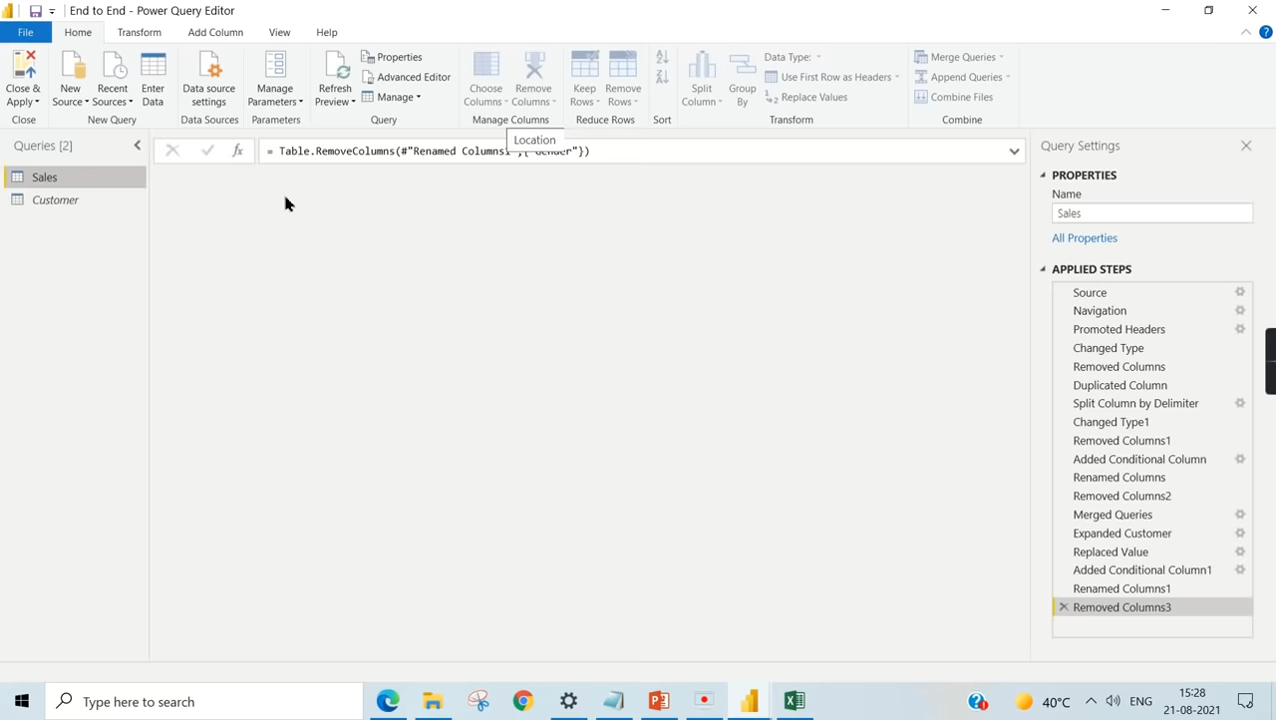 End to End - Power Query Editor
File Home Transform Add Column View Help
Close & Apply
New Source
Recent Sources
Enter Data
Data source settings
Manage Parameters
Refresh Preview
Properties
Advanced Editor
Manage
Choose Columns
Remove Columns
Keep Rows
Remove Rows
Split Column
Group By
Data Type:
Use First Row as Headers
Replace Values
Merge Queries
Append Queries
Combine Files
Close New Query Data Sources Parameters Query Manage Columns Reduce Rows Sort Transform Combine
Location
Queries [2]
Sales
Customer
fx = Table.RemoveColumns(#"Renamed Columns1",{"Gender"})
Query Settings
PROPERTIES
Name
Sales
All Properties
APPLIED STEPS
Source
Navigation
Promoted Headers
Changed Type
Removed Columns
Duplicated Column
Split Column by Delimiter
Changed Type1
Removed Columns1
Added Conditional Column
Renamed Columns
Removed Columns2
Merged Queries
Expanded Customer
Replaced Value
Added Conditional Column1
Renamed Columns1
Removed Columns3
Type here to search
40°C
ENG
15:28
21-08-2021